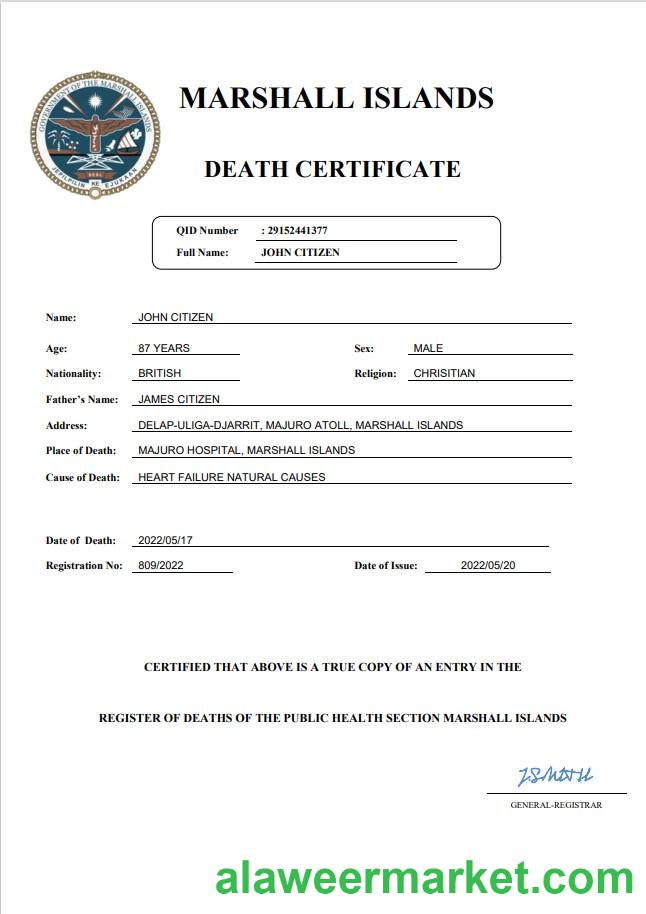 GOVERNMENT OF THE MARSHALL ISLANDS
SEAL
JEPILPILIN KE EJUKAAN
MARSHALL ISLANDS
DEATH CERTIFICATE
QID Number : 29152441377
Full Name: JOHN CITIZEN
Name: JOHN CITIZEN
Age: 87 YEARS Sex: MALE
Nationality: BRITISH Religion: CHRISITIAN
Father's Name: JAMES CITIZEN
Address: DELAP-ULIGA-DJARRIT, MAJURO ATOLL, MARSHALL ISLANDS
Place of Death: MAJURO HOSPITAL, MARSHALL ISLANDS
Cause of Death: HEART FAILURE NATURAL CAUSES
Date of Death: 2022/05/17
Registration No: 809/2022 Date of Issue: 2022/05/20
CERTIFIED THAT ABOVE IS A TRUE COPY OF AN ENTRY IN THE
REGISTER OF DEATHS OF THE PUBLIC HEALTH SECTION MARSHALL ISLANDS
J.SMITH
GENERAL-REGISTRAR
alaweermarket.com